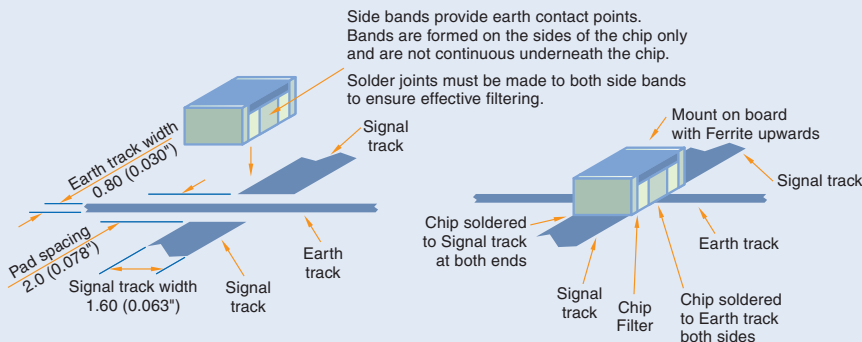 Side bands provide earth contact points.
Bands are formed on the sides of the chip only
and are not continuous underneath the chip.
Solder joints must be made to both side bands
to ensure effective filtering.
Earth track width
0.80 (0.030")
Signal
track
Pad spacing
2.0 (0.078")
Signal track width
1.60 (0.063")
Signal
track
Earth
track
Mount on board
with Ferrite upwards
Signal track
Chip soldered
to Signal track
at both ends
Earth track
Signal
track
Chip
Filter
Chip soldered
to Earth track
both sides